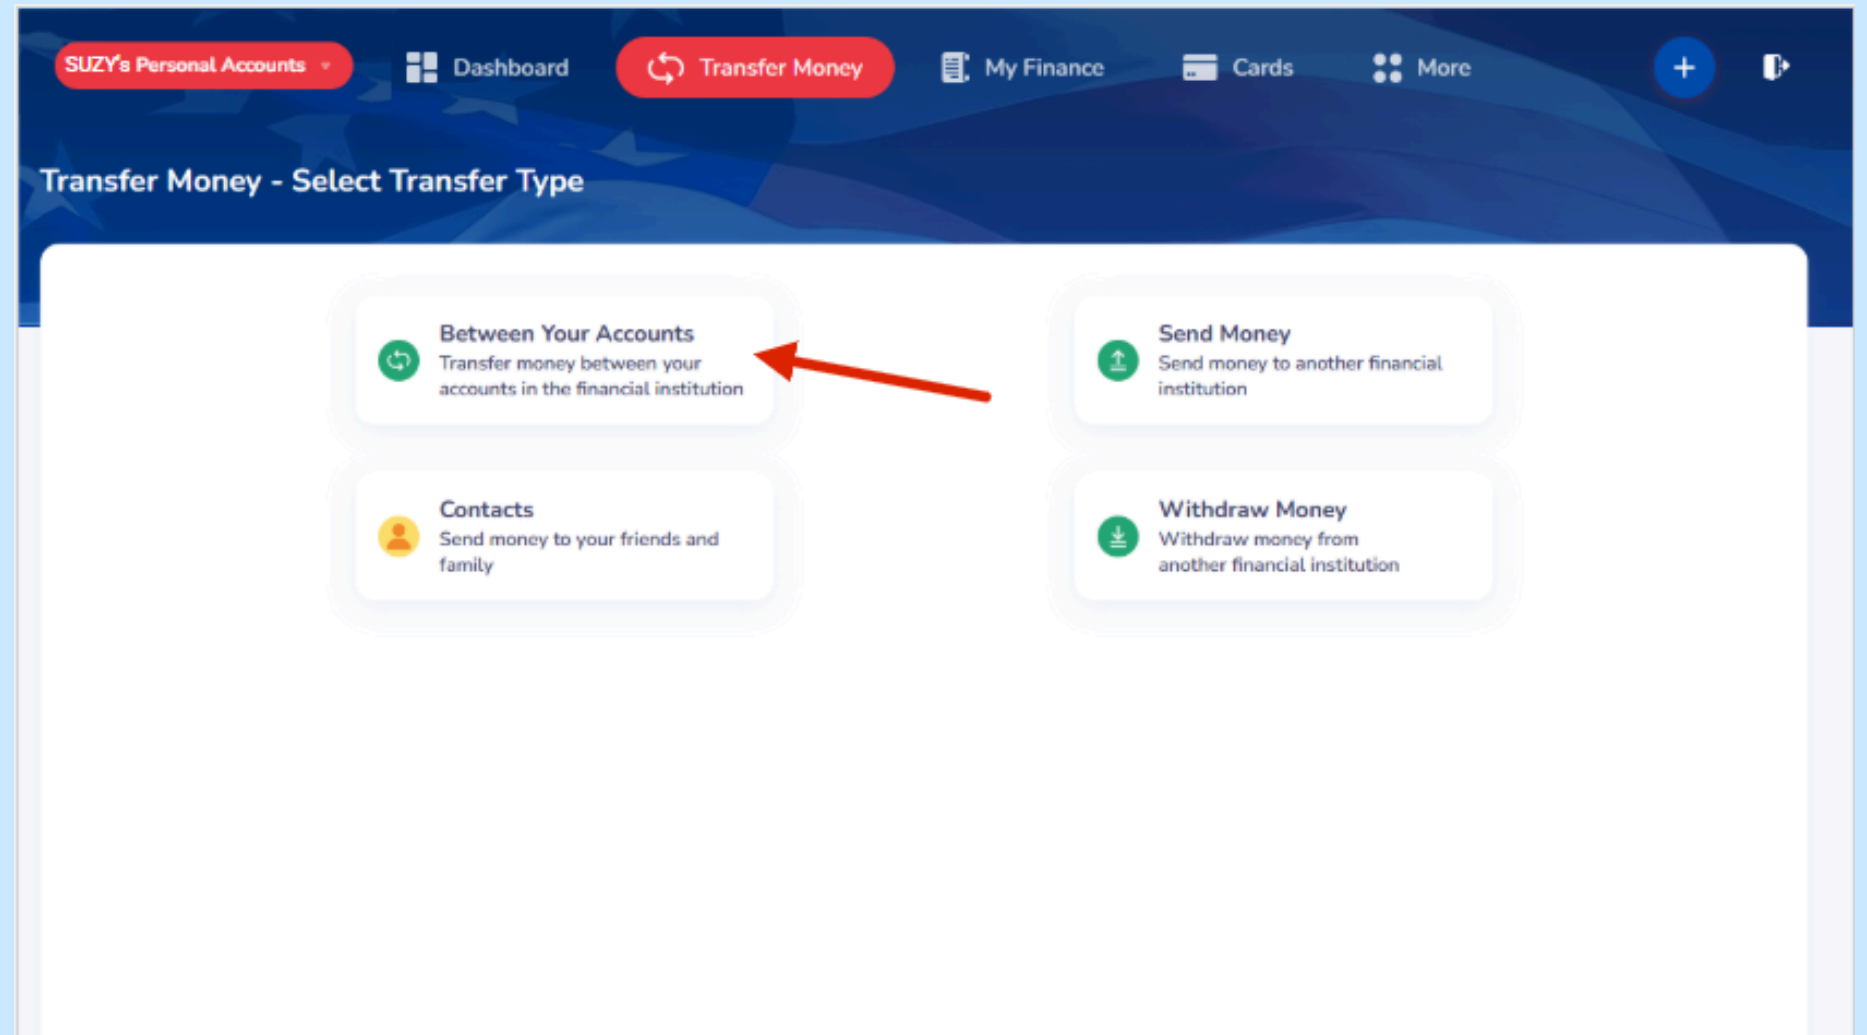 SUZY's Personal Accounts
Dashboard
Transfer Money
My Finance
Cards
More
Transfer Money - Select Transfer Type
Between Your Accounts
Transfer money between your
accounts in the financial institution
Send Money
Send money to another financial
institution
Contacts
Send money to your friends and
family
Withdraw Money
Withdraw money from
another financial institution